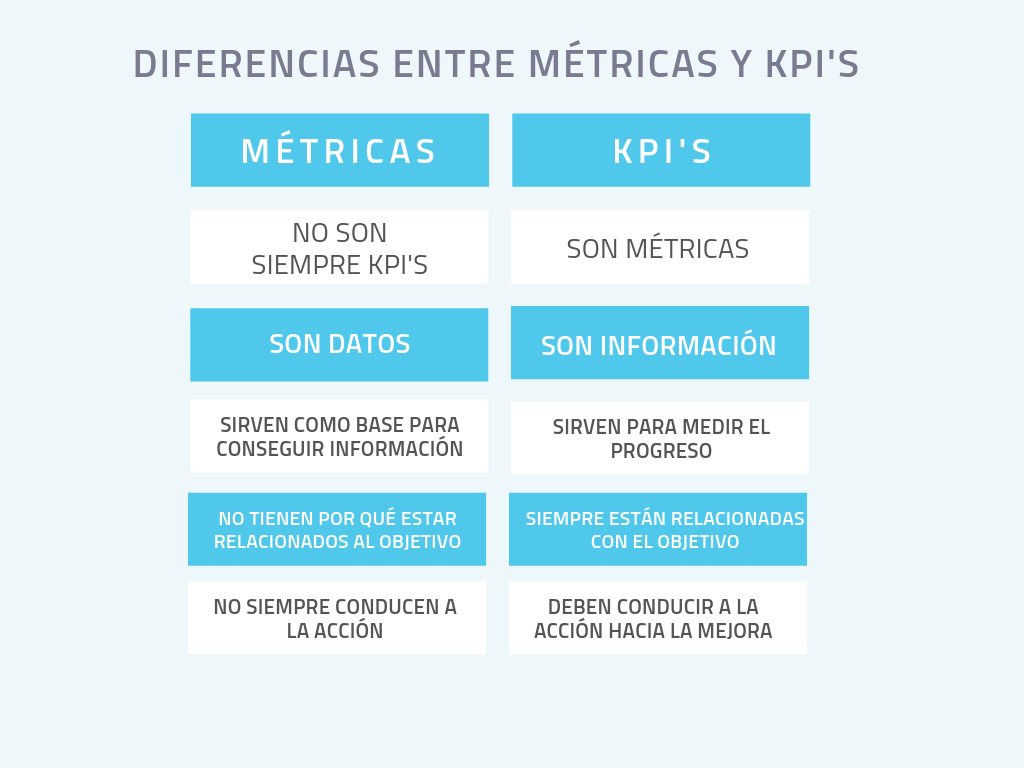 DIFERENCIAS ENTRE MÉTRICAS Y KPI'S
MÉTRICAS
KPI'S
NO SON
SIEMPRE KPI'S
SON MÉTRICAS
SON DATOS
SON INFORMACIÓN
SIRVEN COMO BASE PARA
CONSEGUIR INFORMACIÓN
SIRVEN PARA MEDIR EL
PROGRESO
NO TIENEN POR QUÉ ESTAR
RELACIONADOS AL OBJETIVO
SIEMPRE ESTÁN RELACIONADAS
CON EL OBJETIVO
NO SIEMPRE CONDUCEN A
LA ACCIÓN
DEBEN CONDUCIR A LA
ACCIÓN HACIA LA MEJORA